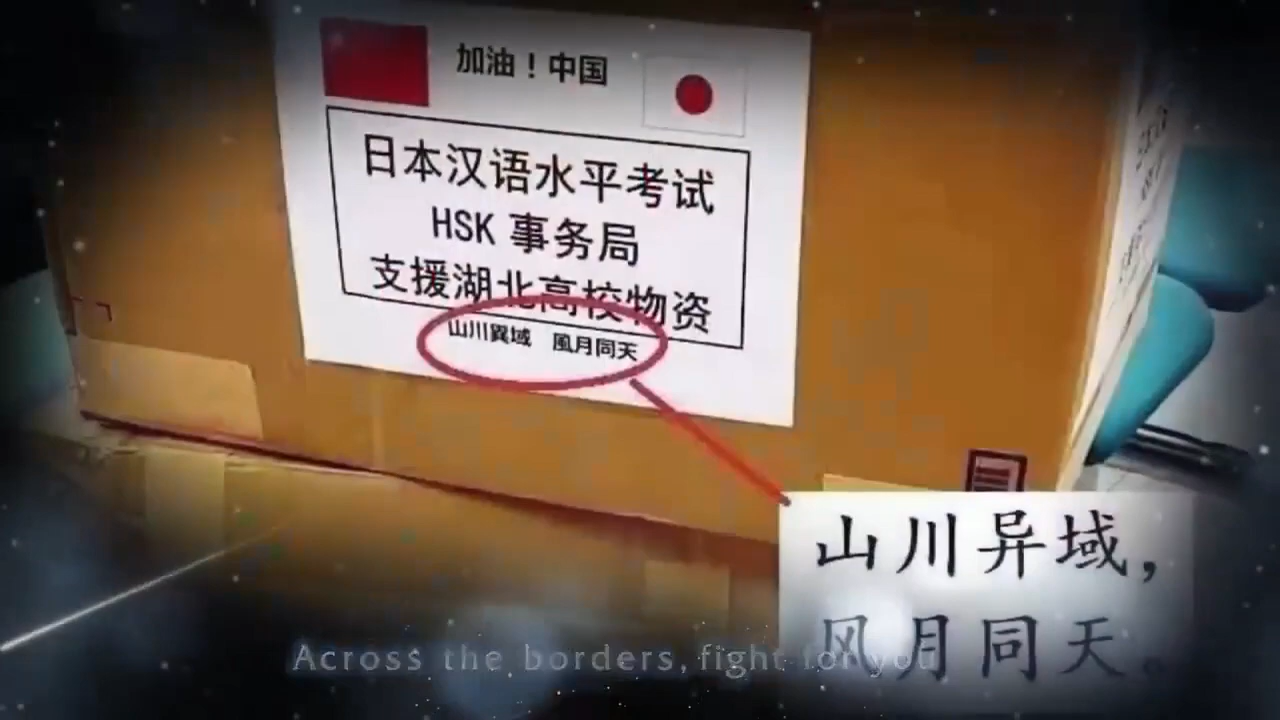 加油！中国
日本汉语水平考试
HSK 事务局
支援湖北高校物资
山川異域 風月同天
山川异域，
风月同天。
Across the borders, fight for you